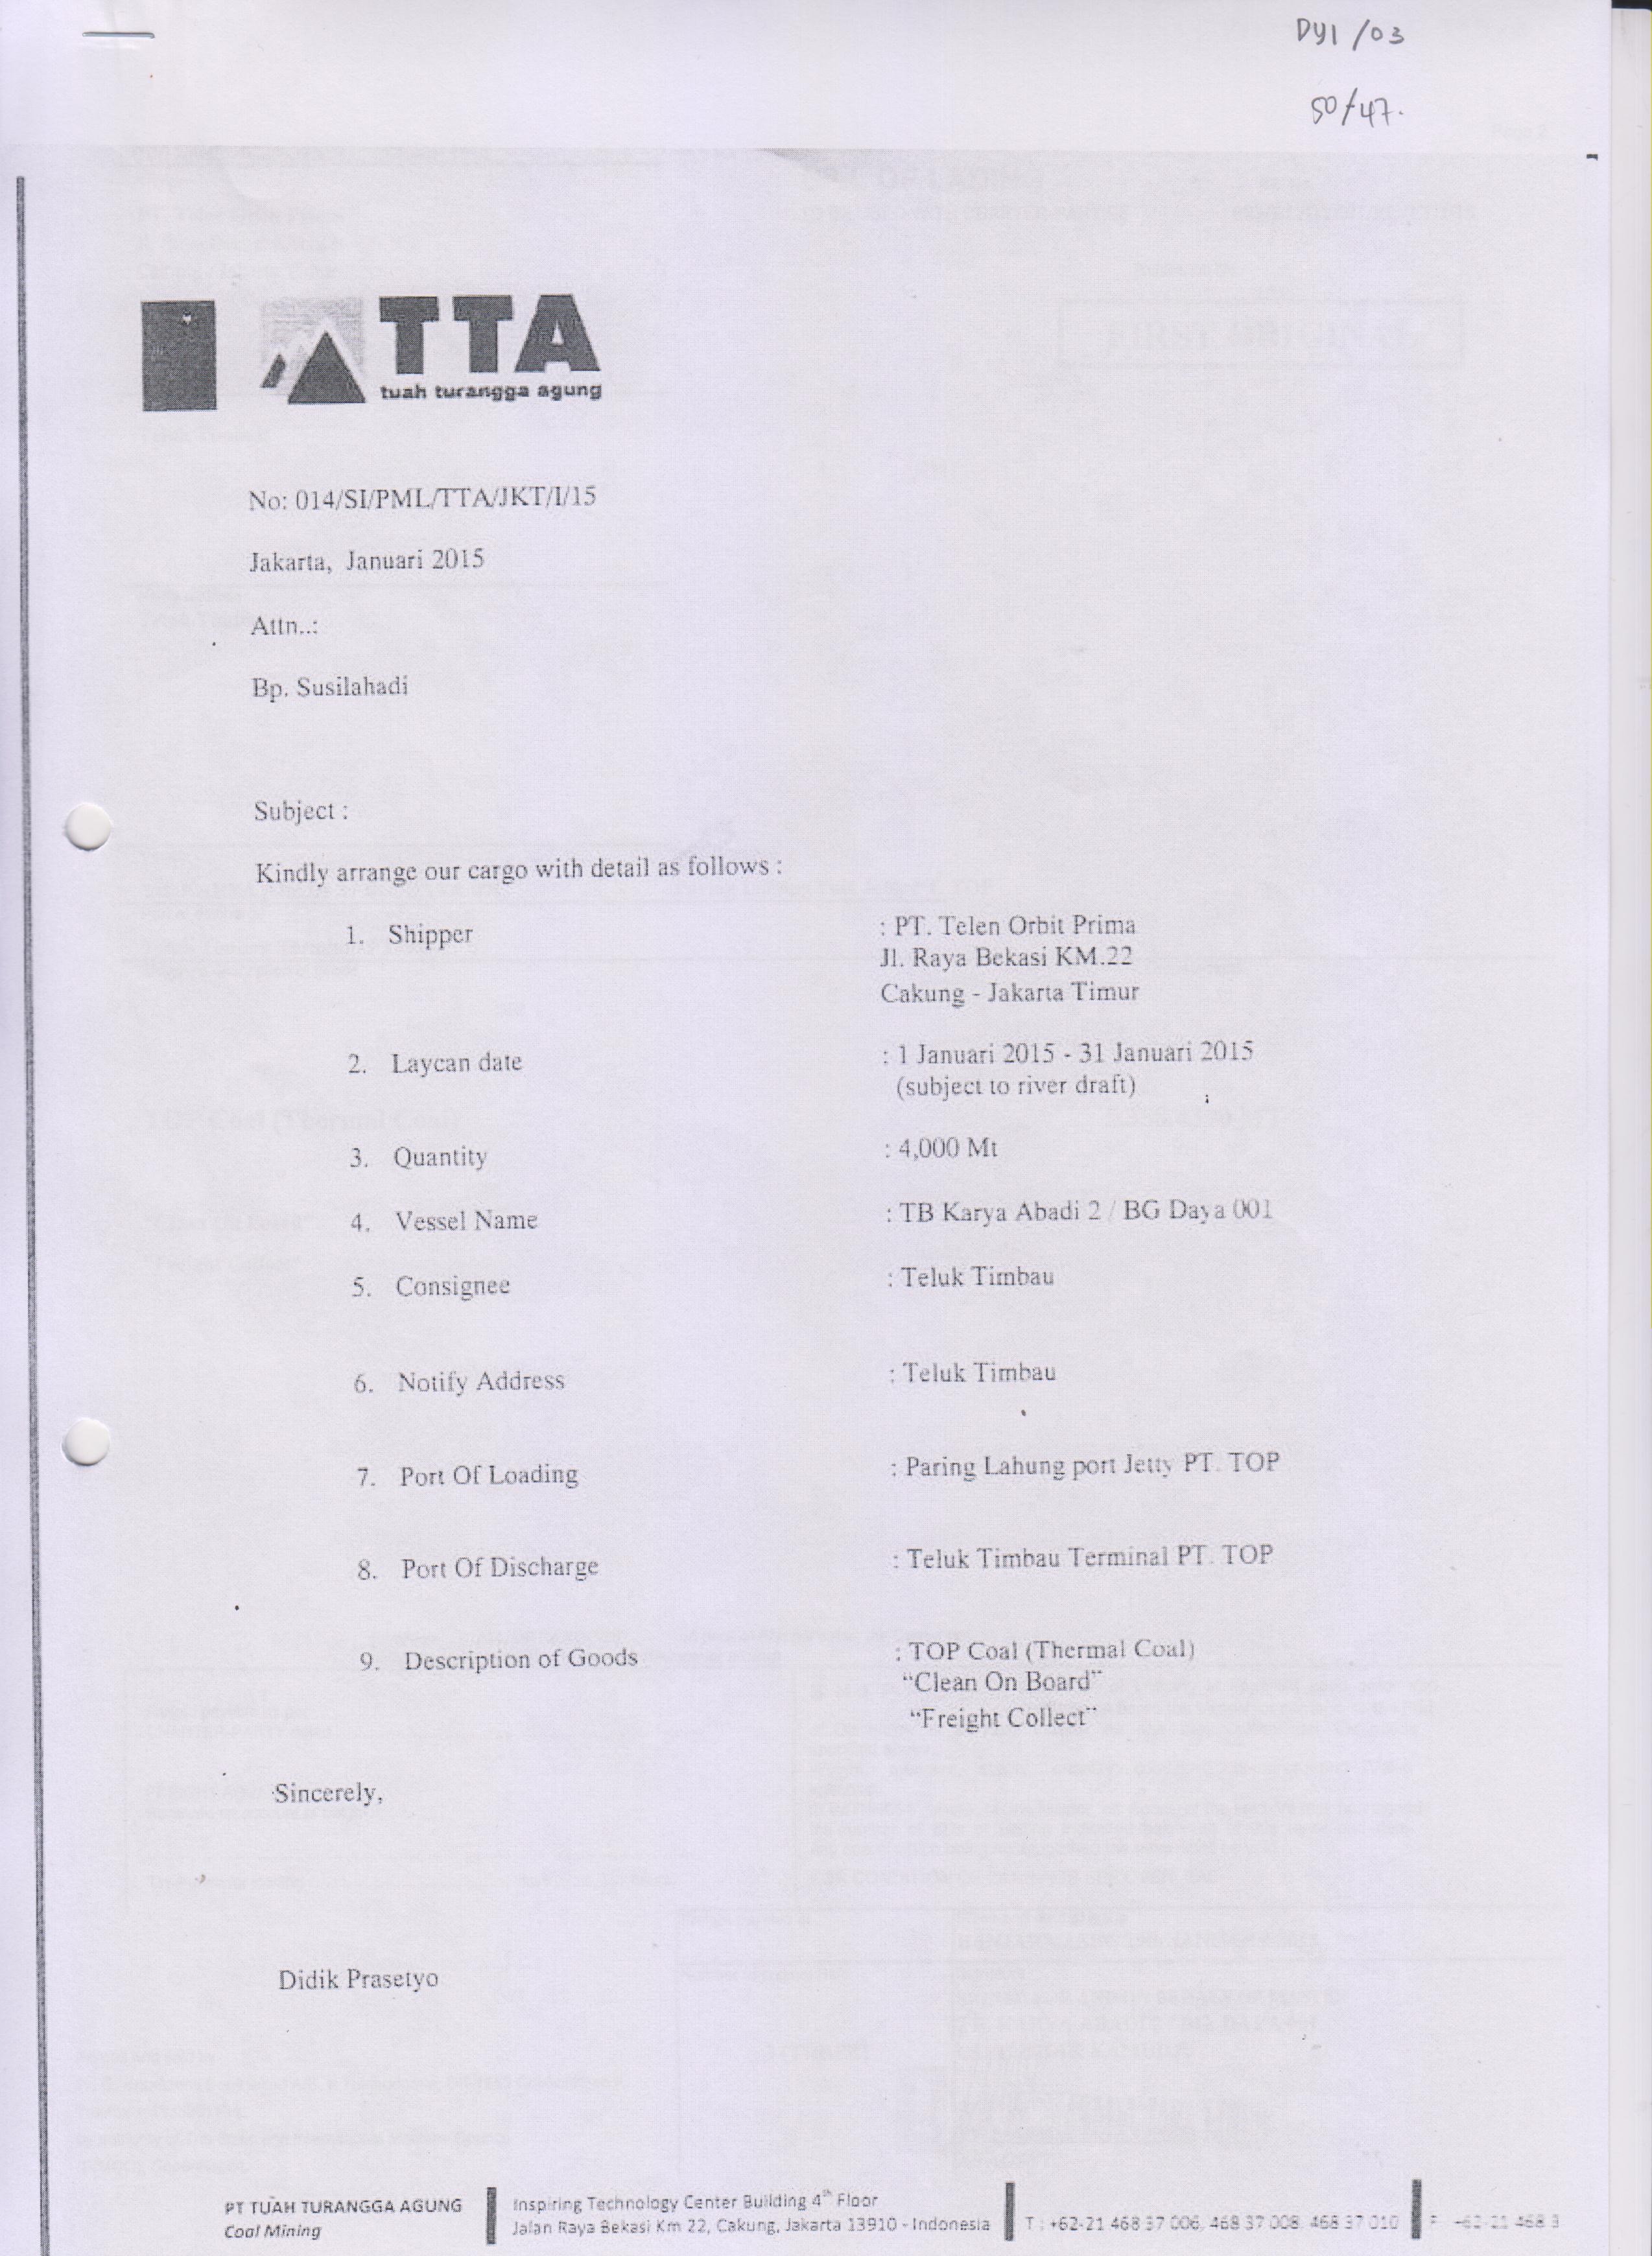 DY1 /03
50/47.
TTA
tuah turangga agung
No: 014/SI/PML/TTA/JKT/I/15
Jakarta, Januari 2015
Attn..:
Bp. Susilahadi
Subject :
Kindly arrange our cargo with detail as follows :
1. Shipper : PT. Telen Orbit Prima
Jl. Raya Bekasi KM.22
Cakung - Jakarta Timur
2. Laycan date : 1 Januari 2015 - 31 Januari 2015
(subject to river draft)
3. Quantity : 4,000 Mt
4. Vessel Name : TB Karya Abadi 2 / BG Daya 001
5. Consignee : Teluk Timbau
6. Notify Address : Teluk Timbau
7. Port Of Loading : Paring Lahung port Jetty PT. TOP
8. Port Of Discharge : Teluk Timbau Terminal PT. TOP
9. Description of Goods : TOP Coal (Thermal Coal)
“Clean On Board”
“Freight Collect”
Sincerely,
Didik Prasetyo
PT TUAH TURANGGA AGUNG
Coal Mining
Inspiring Technology Center Building 4th Floor
Jalan Raya Bekasi Km 22, Cakung, Jakarta 13910 - Indonesia
T : +62-21 468 37 006, 468 37 008, 468 37 010
F : +62-21 468 3